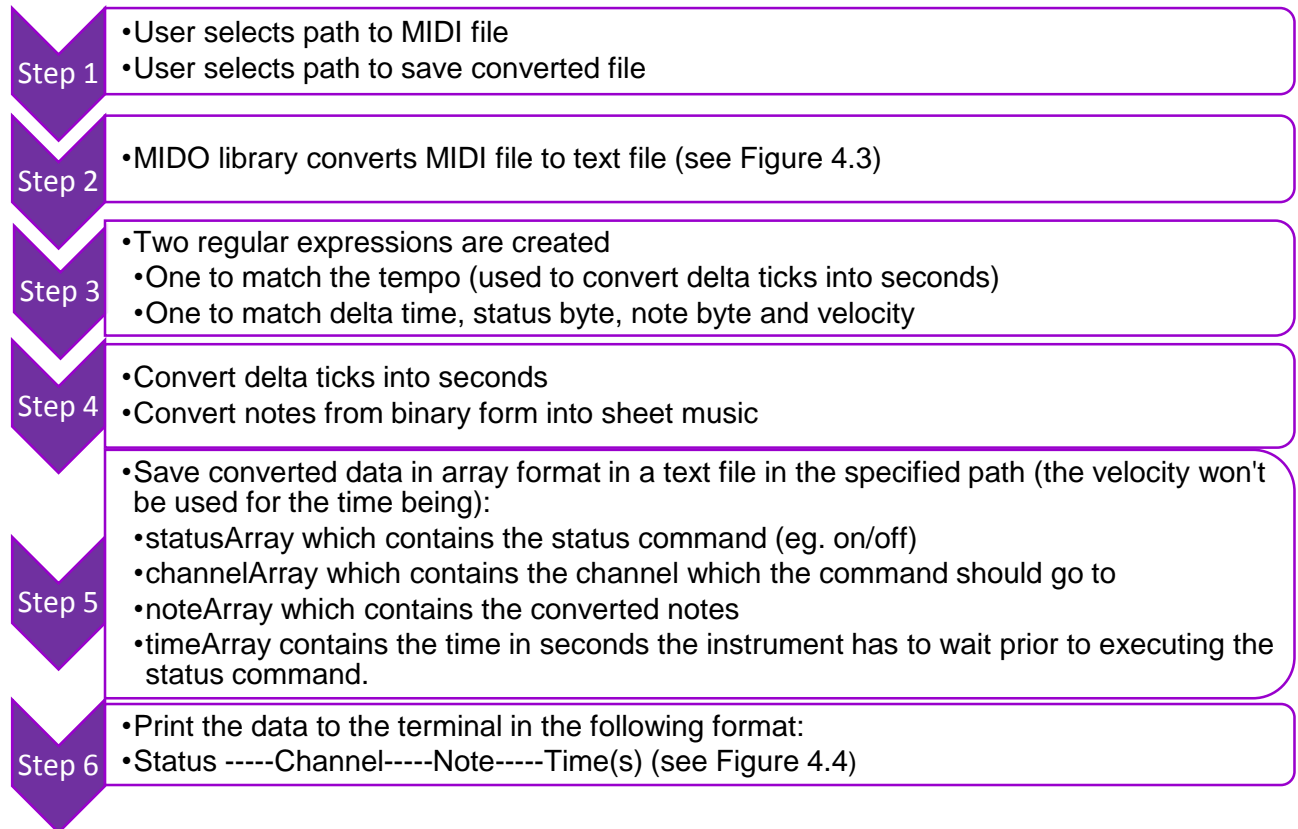 Step 1
•User selects path to MIDI file
•User selects path to save converted file
Step 2
•MIDO library converts MIDI file to text file (see Figure 4.3)
Step 3
•Two regular expressions are created
•One to match the tempo (used to convert delta ticks into seconds)
•One to match delta time, status byte, note byte and velocity
Step 4
•Convert delta ticks into seconds
•Convert notes from binary form into sheet music
Step 5
•Save converted data in array format in a text file in the specified path (the velocity won't
be used for the time being):
•statusArray which contains the status command (eg. on/off)
•channelArray which contains the channel which the command should go to
•noteArray which contains the converted notes
•timeArray contains the time in seconds the instrument has to wait prior to executing the
status command.
Step 6
•Print the data to the terminal in the following format:
•Status -----Channel-----Note-----Time(s) (see Figure 4.4)